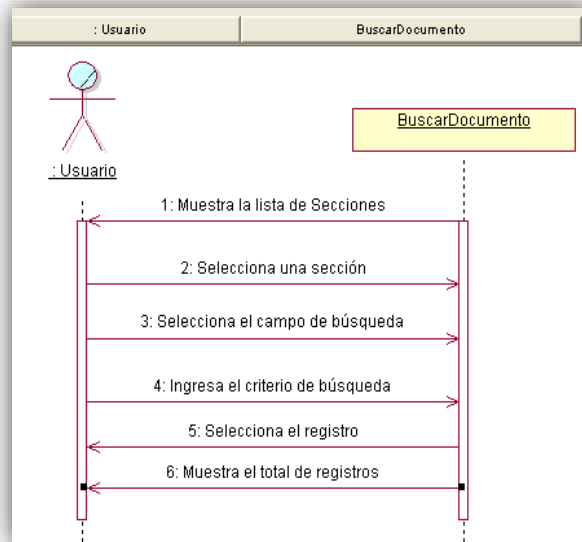 : Usuario
BuscarDocumento
BuscarDocumento
: Usuario
1: Muestra la lista de Secciones
2: Selecciona una sección
3: Selecciona el campo de búsqueda
4: Ingresa el criterio de búsqueda
5: Selecciona el registro
6: Muestra el total de registros